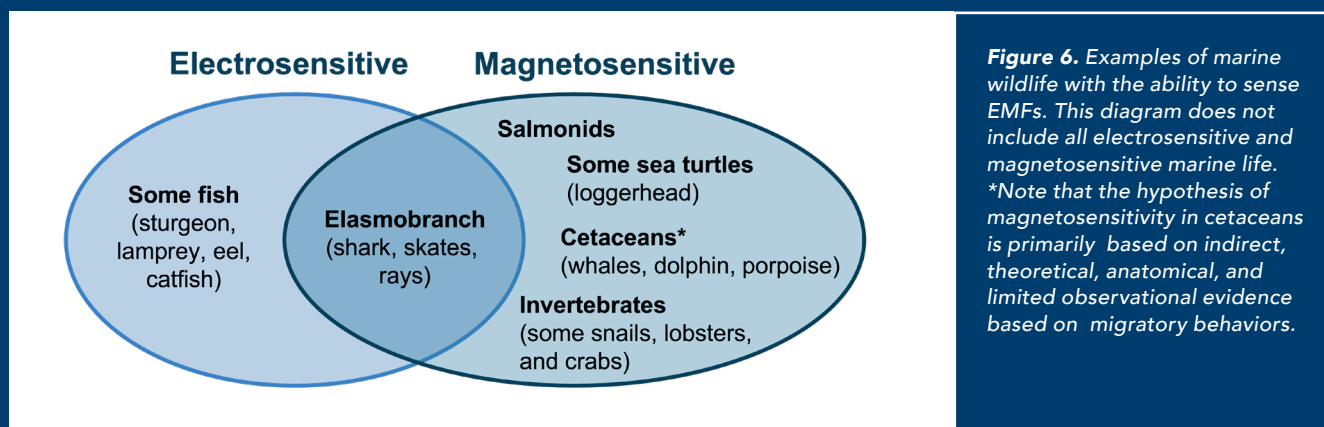 Electrosensitive
Magnetosensitive
Some fish
(sturgeon,
lamprey, eel,
catfish)
Elasmobranch
(shark, skates,
rays)
Salmonids
Some sea turtles
(loggerhead)
Cetaceans*
(whales, dolphin, porpoise)
Invertebrates
(some snails, lobsters,
and crabs)
Figure 6. Examples of marine
wildlife with the ability to sense
EMFs. This diagram does not
include all electrosensitive and
magnetosensitive marine life.
*Note that the hypothesis of
magnetosensitivity in cetaceans
is primarily based on indirect,
theoretical, anatomical, and
limited observational evidence
based on migratory behaviors.